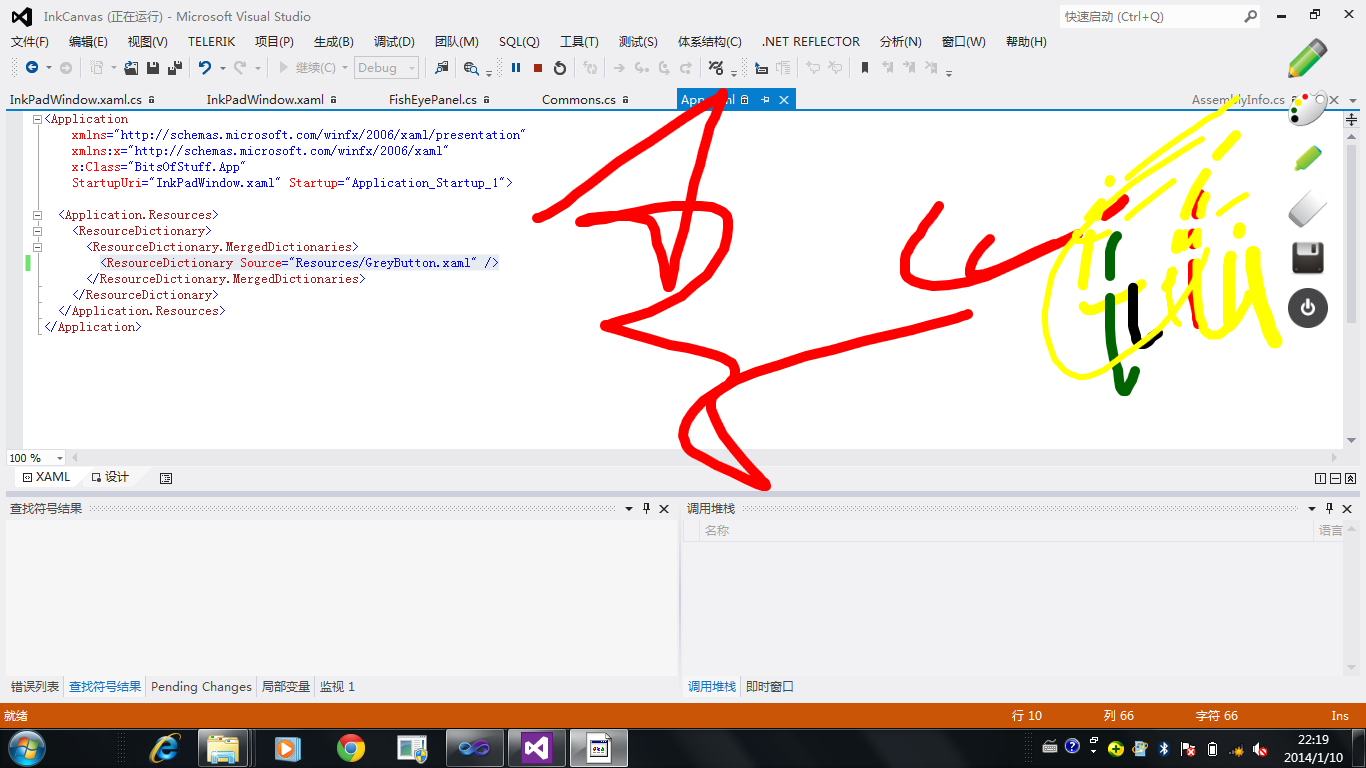 InkCanvas (正在运行) - Microsoft Visual Studio
快速启动 (Ctrl+Q)
文件(F) 编辑(E) 视图(V) TELERIK 项目(P) 生成(B) 调试(D) 团队(M) SQL(Q) 工具(T) 测试(S) 体系结构(C) .NET REFLECTOR 分析(N) 窗口(W) 帮助(H)
继续(C) Debug
InkPadWindow.xaml.cs InkPadWindow.xaml FishEyePanel.cs Commons.cs AssemblyInfo.cs
<Application
xmlns="http://schemas.microsoft.com/winfx/2006/xaml/presentation"
xmlns:x="http://schemas.microsoft.com/winfx/2006/xaml"
x:Class="BitsOfStuff.App"
StartupUri="InkPadWindow.xaml" Startup="Application_Startup_1">
<Application.Resources>
<ResourceDictionary>
<ResourceDictionary.MergedDictionaries>
<ResourceDictionary Source="Resources/GreyButton.xaml" />
</ResourceDictionary.MergedDictionaries>
</ResourceDictionary>
</Application.Resources>
</Application>
100 %
XAML 设计
查找符号结果 调用堆栈
名称 语言
错误列表 查找符号结果 Pending Changes 局部变量 监视 1 调用堆栈 即时窗口
就绪 行 10 列 66 字符 66 Ins
22:19
2014/1/10